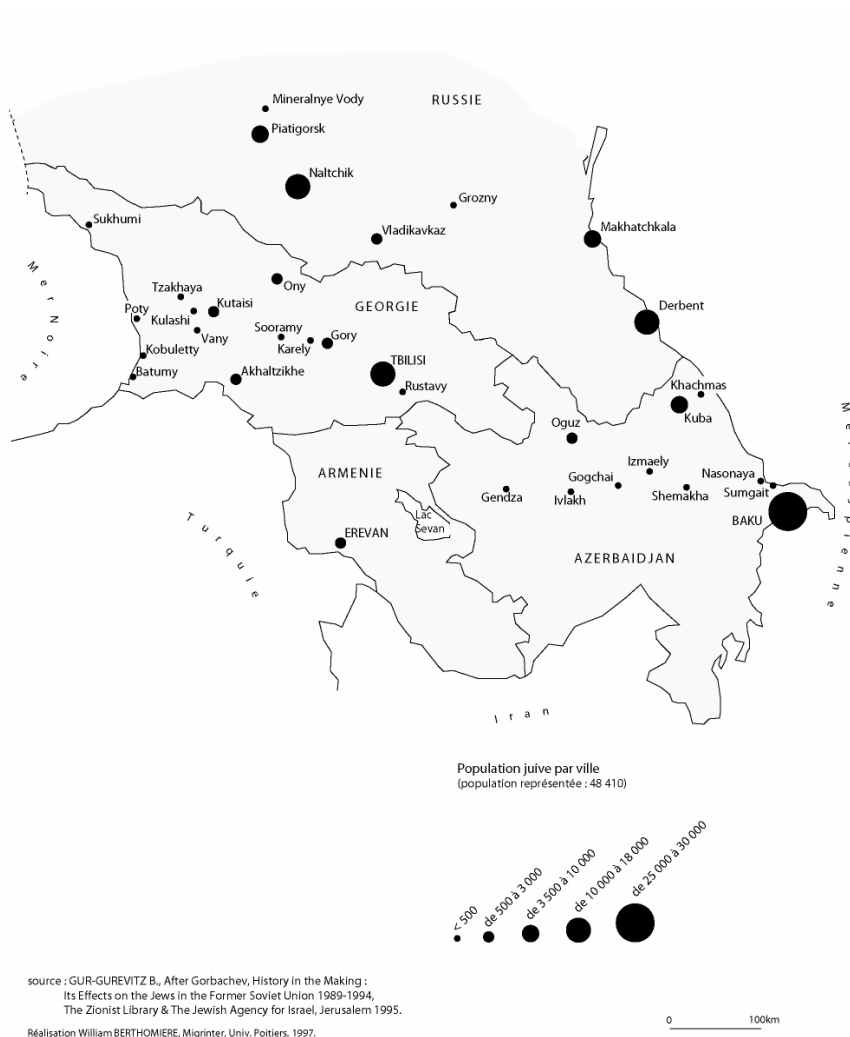 Mineralnye Vody
RUSSIE
Piatigorsk
Naltchik
Grozny
Sukhumi
Vladikavkaz
Makhatchkala
Mer Noire
Ony
Tzakhaya
Kutaisi
GEORGIE
Derbent
Poty
Kulashi
Sooramy
Gory
Vany
Karely
Kobuletty
TBILISI
Batumy
Akhaltzikhe
Rustavy
Khachmas
Kuba
Oguz
Izmaely
ARMENIE
Gogchai
Nasonaya
Gendza
Ivlakh
Shemakha
Sumgait
Lac
Sevan
BAKU
EREVAN
AZERBAIDJAN
Turquie
Iran
Population juive par ville
(population représentée : 48 410)
< 500
de 500 à 3 000
de 3 500 à 10 000
de 10 000 à 18 000
de 25 000 à 30 000
source : GUR-GUREVITZ B., After Gorbachev, History in the Making :
Its Effects on the Jews in the Former Soviet Union 1989-1994,
The Zionist Library & The Jewish Agency for Israel, Jerusalem 1995.
Réalisation William BERTHOMIERE, Migrinter, Univ. Poitiers, 1997.
0 100km